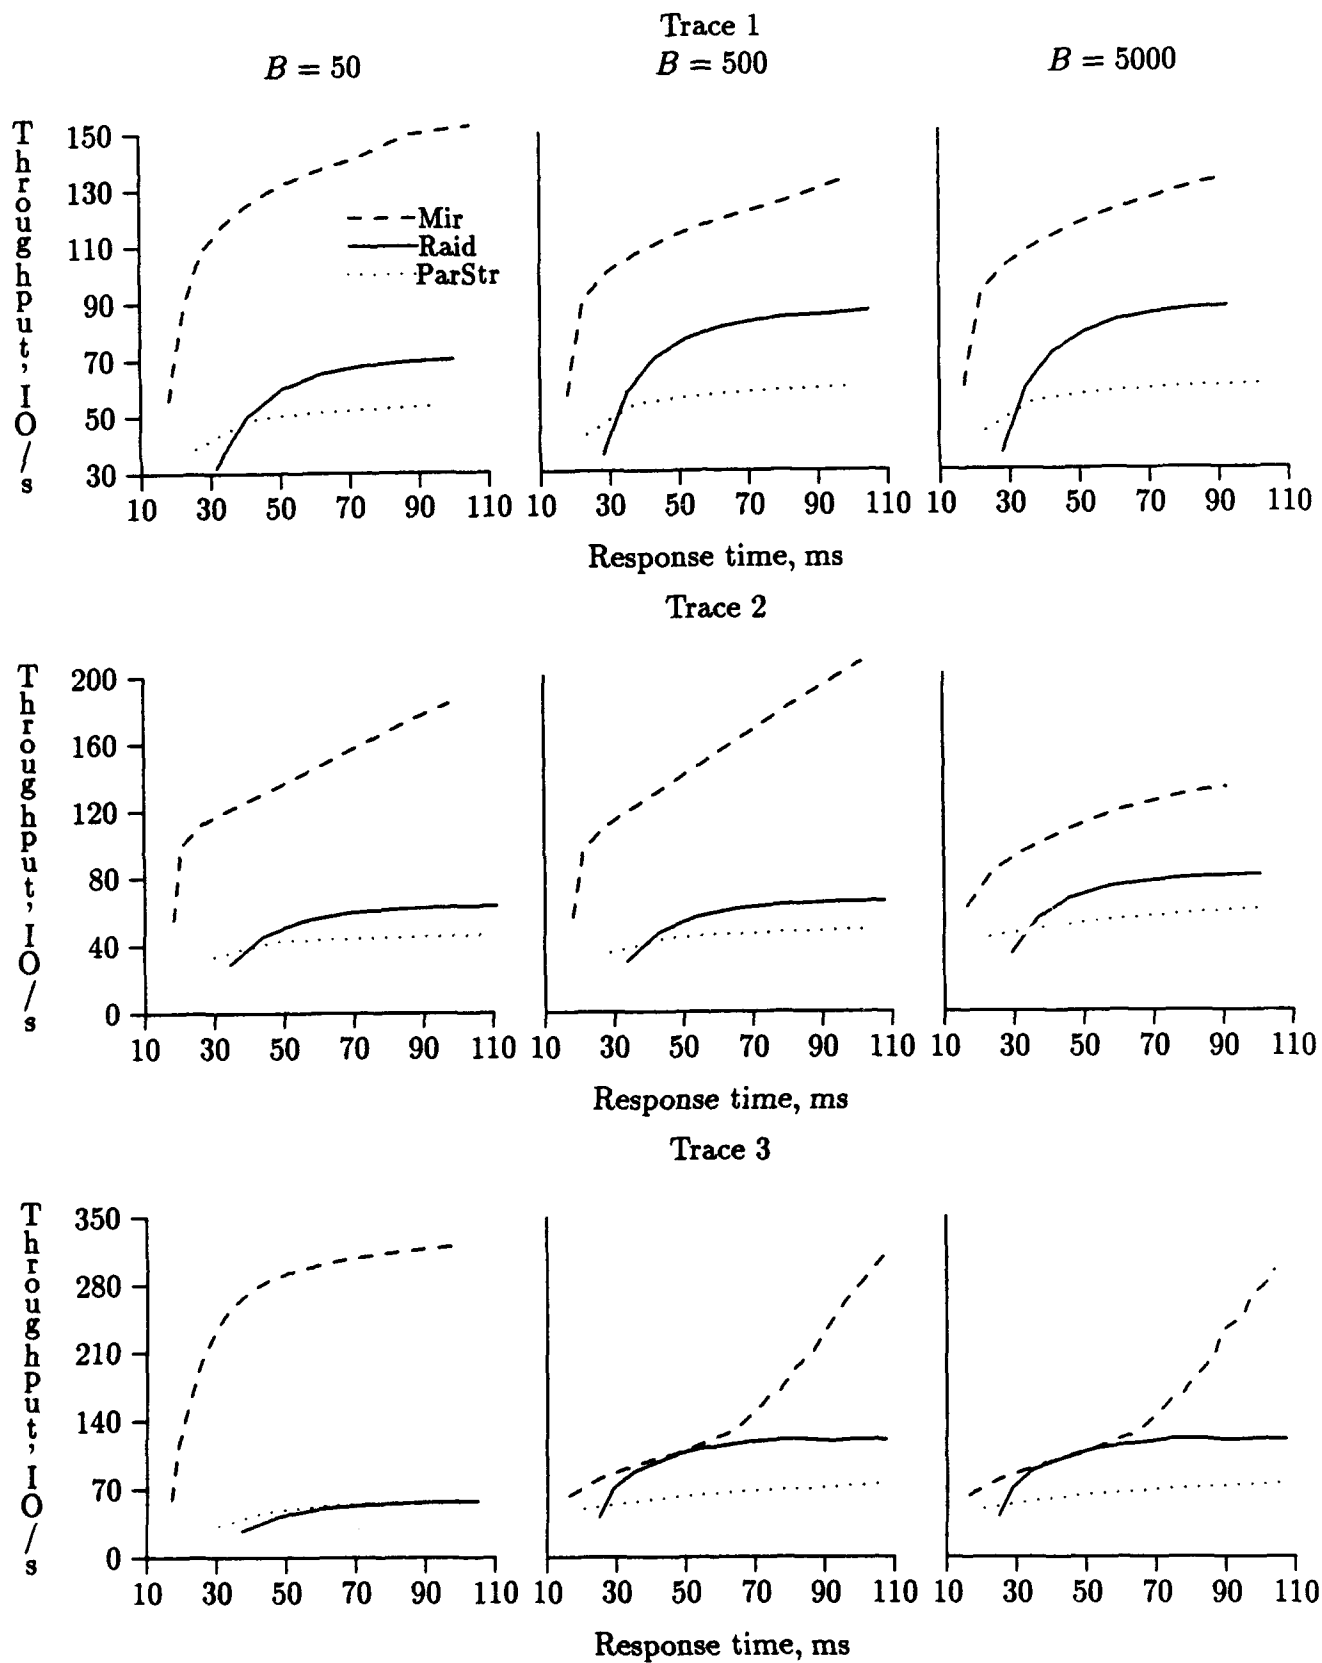 Trace 1
B = 50
B = 500
B = 5000
Throughput, IO/s
150
130
110
90
70
50
30
Mir
Raid
ParStr
10 30 50 70 90 110 10 30 50 70 90 110 10 30 50 70 90 110
Response time, ms
Trace 2
Throughput, IO/s
200
160
120
80
40
0
10 30 50 70 90 110 10 30 50 70 90 110 10 30 50 70 90 110
Response time, ms
Trace 3
Throughput, IO/s
350
280
210
140
70
0
10 30 50 70 90 110 10 30 50 70 90 110 10 30 50 70 90 110
Response time, ms